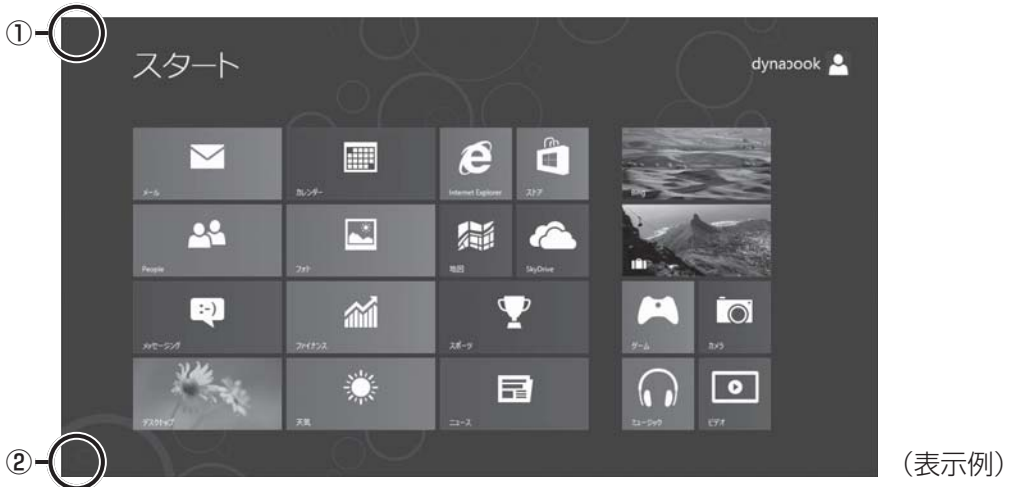 ①
スタート
dynabook
メール
カレンダー
Internet Explorer
ストア
Bing
People
フォト
地図
SkyDrive
メッセージング
ファイナンス
スポーツ
ゲーム
カメラ
デスクトップ
天気
ニュース
ミュージック
ビデオ
②
（表示例）